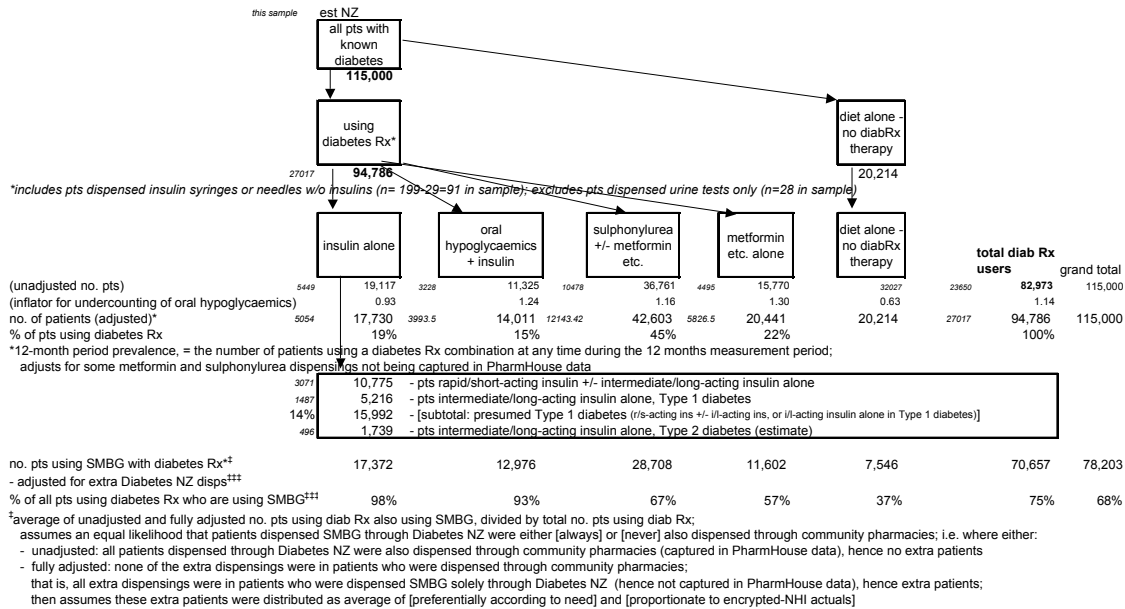 this sample est NZ
all pts with
known
diabetes
115,000
using
diabetes Rx*
diet alone -
no diabRx
therapy
27017 94,786 20,214
*includes pts dispensed insulin syringes or needles w/o insulins (n= 199-29=91 in sample); excludes pts dispensed urine tests only (n=28 in sample)
insulin alone
oral
hypoglycaemics
+ insulin
sulphonylurea
+/- metformin
etc.
metformin
etc. alone
diet alone -
no diabRx
therapy
total diab Rx
users grand total
(unadjusted no. pts) 5449 19,117 3228 11,325 10478 36,761 4495 15,770 32027 23650 82,973 115,000
(inflator for undercounting of oral hypoglycaemics) 0.93 1.24 1.16 1.30 0.63 1.14
no. of patients (adjusted)* 5054 17,730 3993.5 14,011 12143.42 42,603 5826.5 20,441 20,214 27017 94,786 115,000
% of pts using diabetes Rx 19% 15% 45% 22% 100%
*12-month period prevalence, = the number of patients using a diabetes Rx combination at any time during the 12 months measurement period;
adjusts for some metformin and sulphonylurea dispensings not being captured in PharmHouse data
3071 10,775 - pts rapid/short-acting insulin +/- intermediate/long-acting insulin alone
1487 5,216 - pts intermediate/long-acting insulin alone, Type 1 diabetes
14% 15,992 - [subtotal: presumed Type 1 diabetes (r/s-acting ins +/- i/l-acting ins, or i/l-acting insulin alone in Type 1 diabetes)]
496 1,739 - pts intermediate/long-acting insulin alone, Type 2 diabetes (estimate)
no. pts using SMBG with diabetes Rx*‡ 17,372 12,976 28,708 11,602 7,546 70,657 78,203
- adjusted for extra Diabetes NZ disps‡‡‡
% of all pts using diabetes Rx who are using SMBG‡‡‡ 98% 93% 67% 57% 37% 75% 68%
‡average of unadjusted and fully adjusted no. pts using diab Rx also using SMBG, divided by total no. pts using diab Rx;
assumes an equal likelihood that patients dispensed SMBG through Diabetes NZ were either [always] or [never] also dispensed through community pharmacies; i.e. where either:
- unadjusted: all patients dispensed through Diabetes NZ were also dispensed through community pharmacies (captured in PharmHouse data), hence no extra patients
- fully adjusted: none of the extra dispensings were in patients who were dispensed through community pharmacies;
that is, all extra dispensings were in patients who were dispensed SMBG solely through Diabetes NZ (hence not captured in PharmHouse data), hence extra patients;
then assumes these extra patients were distributed as average of [preferentially according to need] and [proportionate to encrypted-NHI actuals]